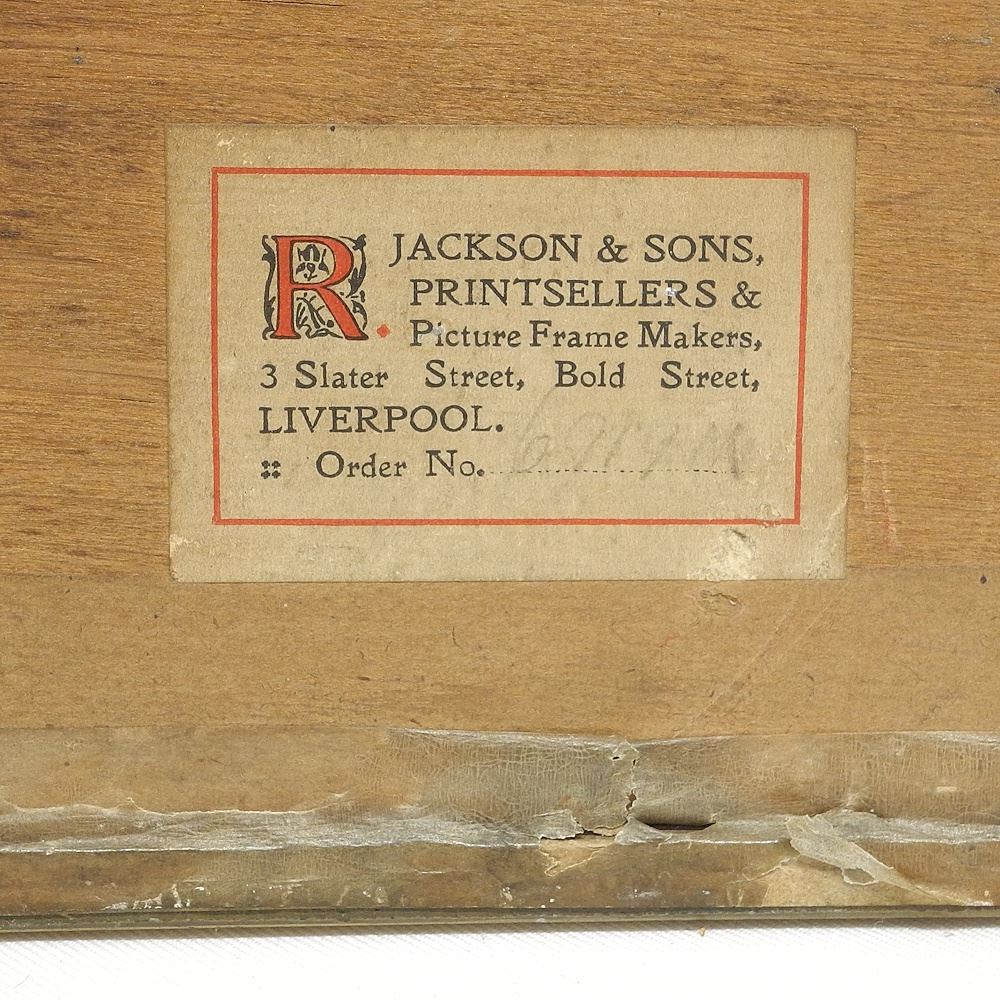 R. JACKSON & SONS,
PRINTSELLERS &
Picture Frame Makers,
3 Slater Street, Bold Street,
LIVERPOOL.
:: Order No.